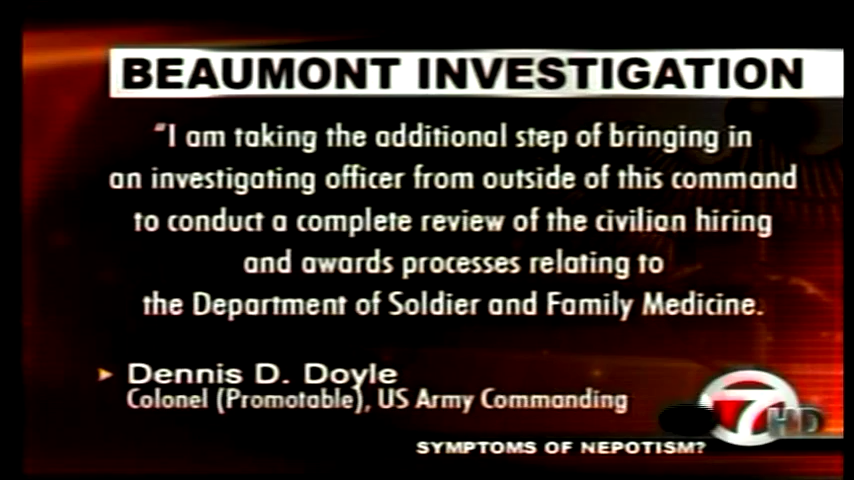 BEAUMONT INVESTIGATION
“I am taking the additional step of bringing in
an investigating officer from outside of this command
to conduct a complete review of the civilian hiring
and awards processes relating to
the Department of Soldier and Family Medicine.
Dennis D. Doyle
Colonel (Promotable), US Army Commanding
7 HD
SYMPTOMS OF NEPOTISM?